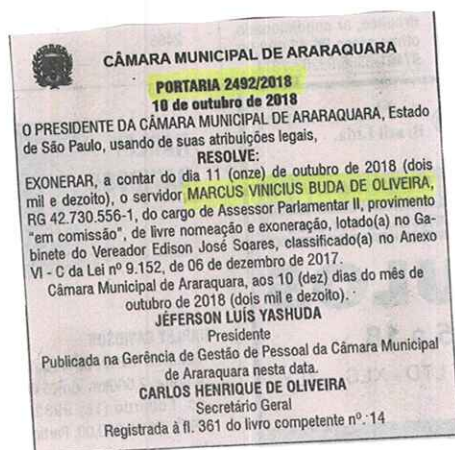 CÂMARA MUNICIPAL DE ARARAQUARA
PORTARIA 2492/2018
10 de outubro de 2018
O PRESIDENTE DA CÂMARA MUNICIPAL DE ARARAQUARA, Estado
de São Paulo, usando de suas atribuições legais,
RESOLVE:
EXONERAR, a contar do dia 11 (onze) de outubro de 2018 (dois
mil e dezoito), o servidor MARCUS VINICIUS BUDA DE OLIVEIRA,
RG 42.730.556-1, do cargo de Assessor Parlamentar II, provimento
"em comissão", de livre nomeação e exoneração, lotado(a) no Ga-
binete do Vereador Edison José Soares, classificado(a) no Anexo
VI - C da Lei nº 9.152, de 06 de dezembro de 2017.
Câmara Municipal de Araraquara, aos 10 (dez) dias do mês de
outubro de 2018 (dois mil e dezoito).
JÉFERSON LUÍS YASHUDA
Presidente
Publicada na Gerência de Gestão de Pessoal da Câmara Municipal
de Araraquara nesta data.
CARLOS HENRIQUE DE OLIVEIRA
Secretário Geral
Registrada à fl. 361 do livro competente nº. 14